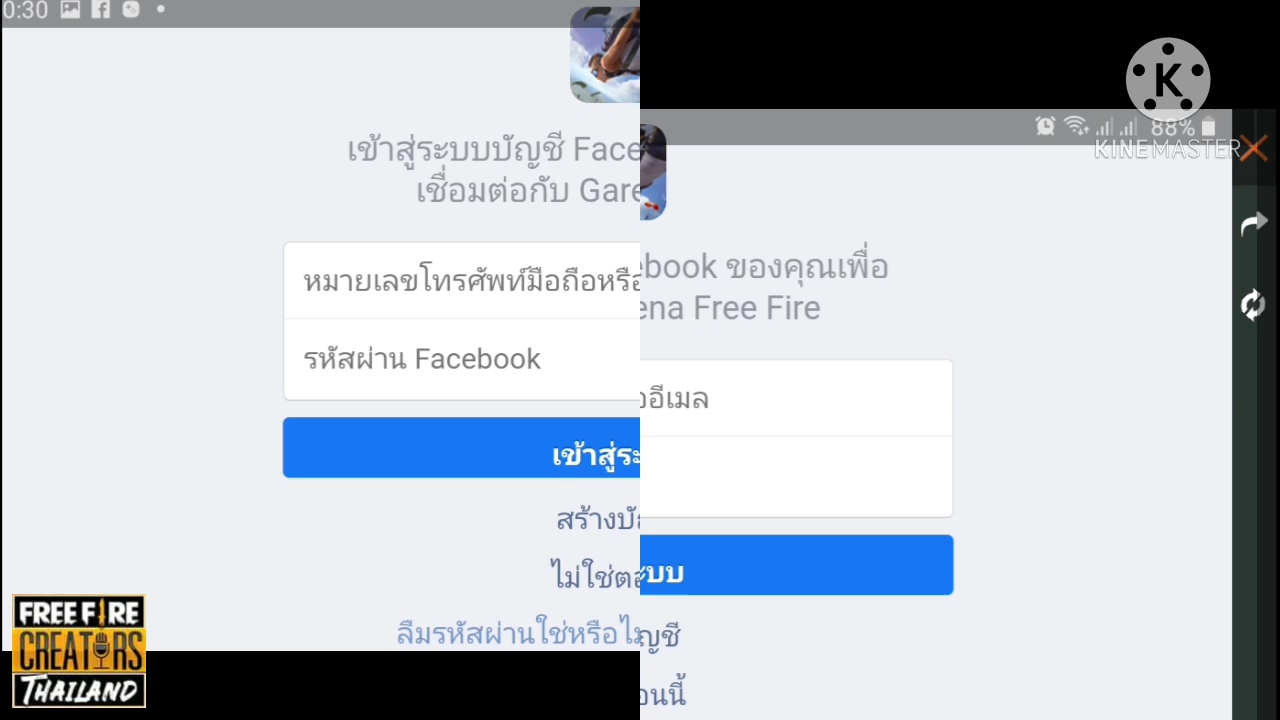 0:30
88%
KINEMASTER
K
เข้าสู่ระบบบัญชี Facebook ของคุณเพื่อ
เชื่อมต่อกับ Garena Free Fire
หมายเลขโทรศัพท์มือถือหรืออีเมล
รหัสผ่าน Facebook
เข้าสู่ระบบ
สร้างบัญชี
ไม่ใช่ตอนนี้
ลืมรหัสผ่านใช่หรือไ
FREE FIRE
CREATORS
THAILAND